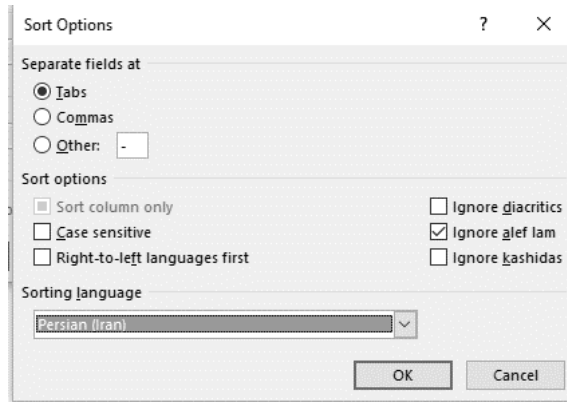 Sort Options ? ×
Separate fields at
Tabs
Commas
Other: -
Sort options
Sort column only
Ignore diacritics
Case sensitive
Ignore alef lam
Right-to-left languages first
Ignore kashidas
Sorting language
Persian (Iran)
OK Cancel